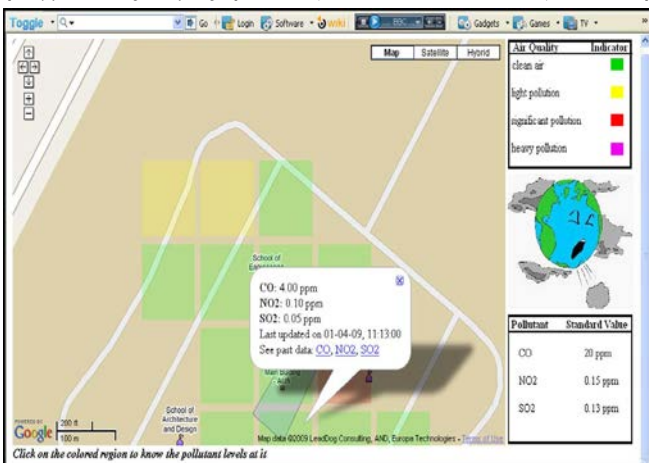 Toggle
Go
Login
Software
wiki
BBC
Gadgets
Games
TV
Map
Satellite
Hybrid
Air Quality Indicator
clean air
light pollution
significant pollution
heavy pollution
School of
CO: 4.00 ppm
NO2: 0.10 ppm
SO2: 0.05 ppm
Last updated on 01-04-09, 11:13:00
See past data: CO, NO2, SO2
Main Building
- AUS
School of
Architecture
and Design
Pollutant Standard Value
CO 20 ppm
NO2 0.15 ppm
SO2 0.13 ppm
POWERED BY
Google
200 ft
100 m
Map data ©2009 LeadDog Consulting, AND, Europa Technologies - Terms of Use
Click on the colored region to know the pollutant levels at it